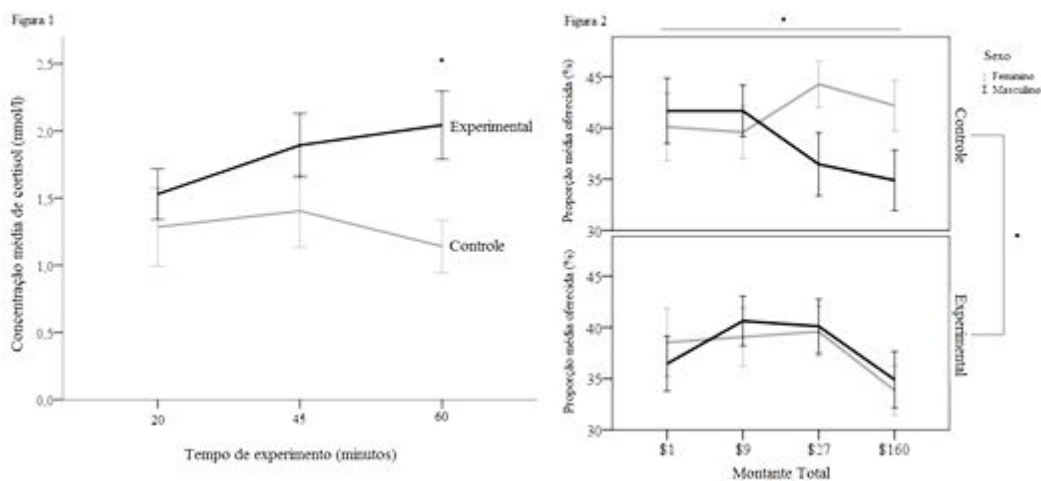 Figura 1
Concentração média de cortisol (nmol/l)
2,5
2,0
1,5
1,0
0,5
0,0
20
45
60
Tempo de experimento (minutos)
Experimental
Controle
Figura 2
Proporção média oferecida (%)
45
40
35
30
Controle
Proporção média oferecida (%)
45
40
35
30
Experimental
$1
$9
$27
$160
Montante Total
Sexo
Feminino
Masculino